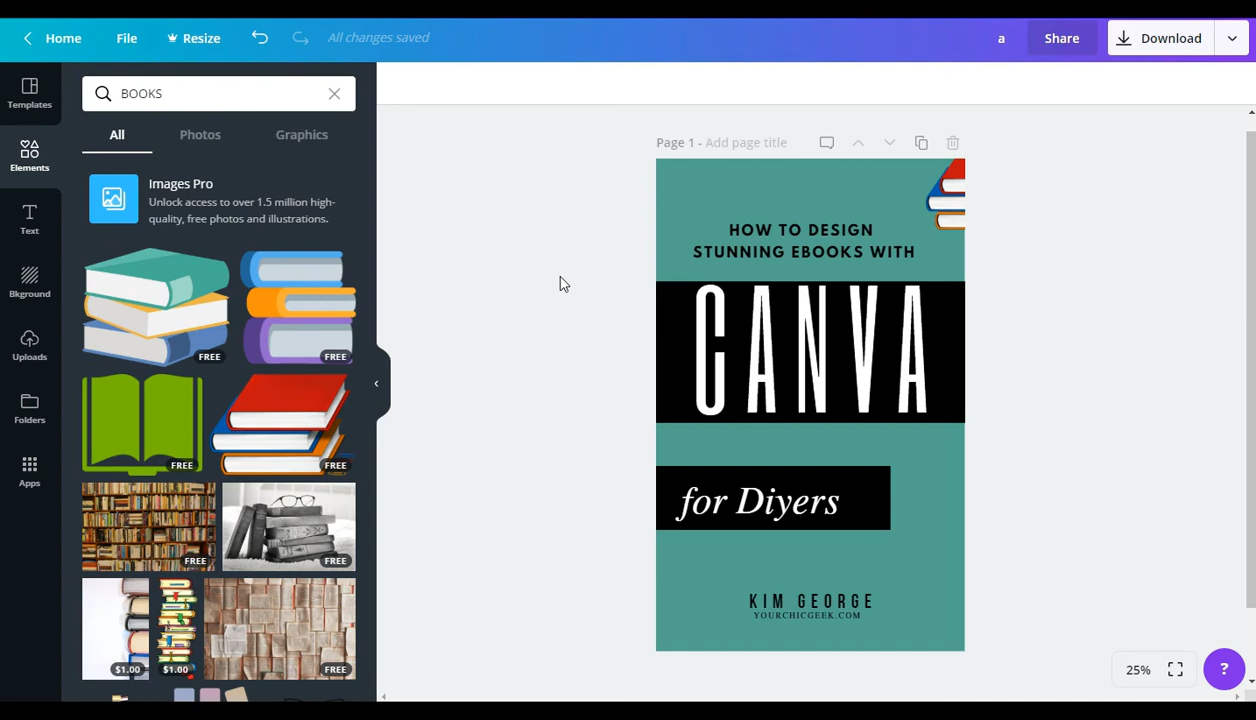 Home File Resize All changes saved a Share Download
Templates
Elements
Text
Bkground
Uploads
Folders
Apps
BOOKS
All Photos Graphics
Images Pro
Unlock access to over 1.5 million high-
quality, free photos and illustrations.
FREE FREE
FREE FREE
FREE FREE
$1.00 $1.00 FREE
Page 1 - Add page title
HOW TO DESIGN
STUNNING EBOOKS WITH
CANVA
for Diyers
KIM GEORGE
YOURCHICGEEK.COM
25% ?